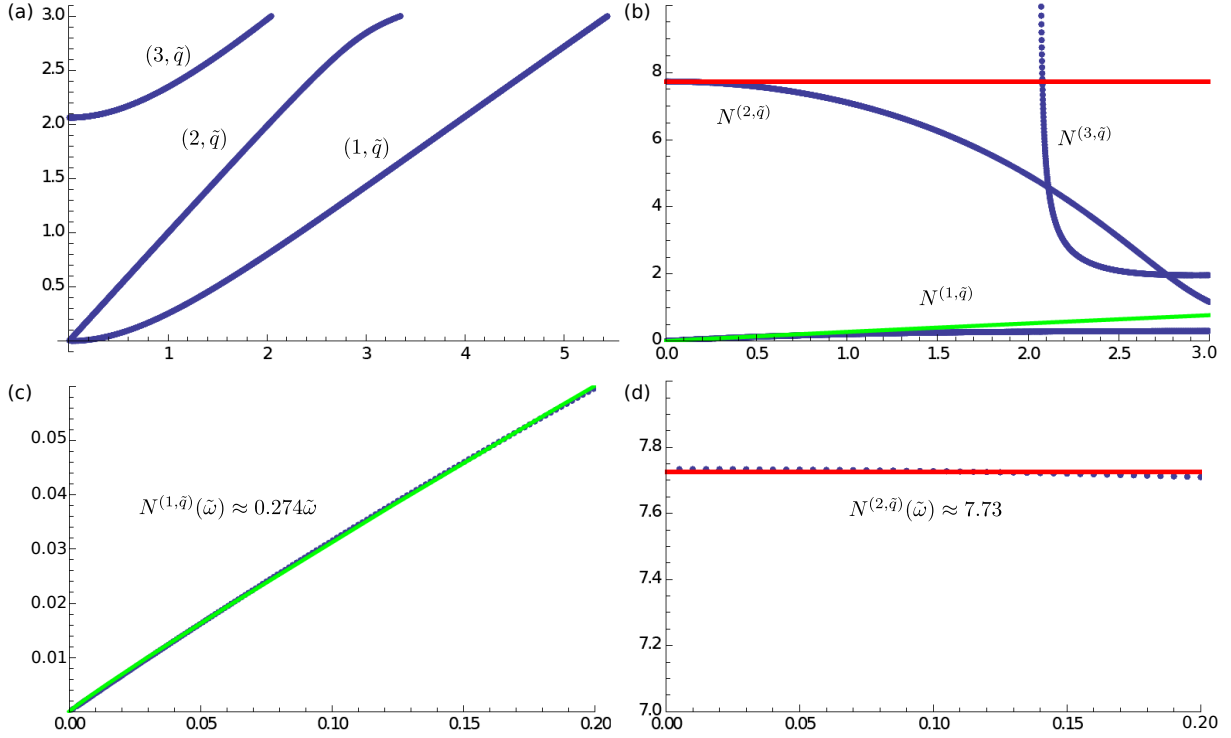 (a)
3.0
2.5
2.0
1.5
1.0
0.5
1 2 3 4 5
(3, q̃)
(2, q̃)
(1, q̃)
(b)
8
6
4
2
0
0.0 0.5 1.0 1.5 2.0 2.5 3.0
N^(2,q̃)
N^(3,q̃)
N^(1,q̃)
(c)
0.05
0.04
0.03
0.02
0.01
0.00 0.05 0.10 0.15 0.20
N^(1,q̃)(ω̃) ≈ 0.274ω̃
(d)
7.8
7.6
7.4
7.2
7.0
0.00 0.05 0.10 0.15 0.20
N^(2,q̃)(ω̃) ≈ 7.73